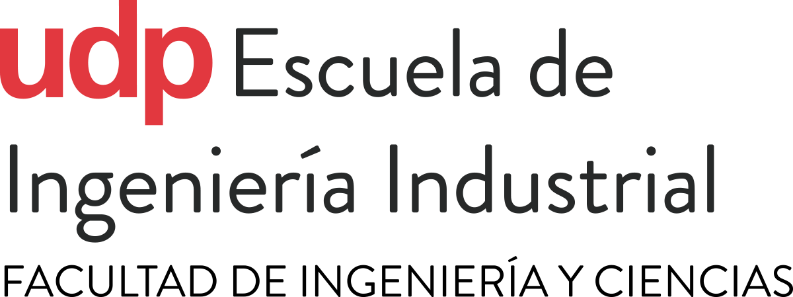 udp Escuela de
Ingeniería Industrial
FACULTAD DE INGENIERÍA Y CIENCIAS